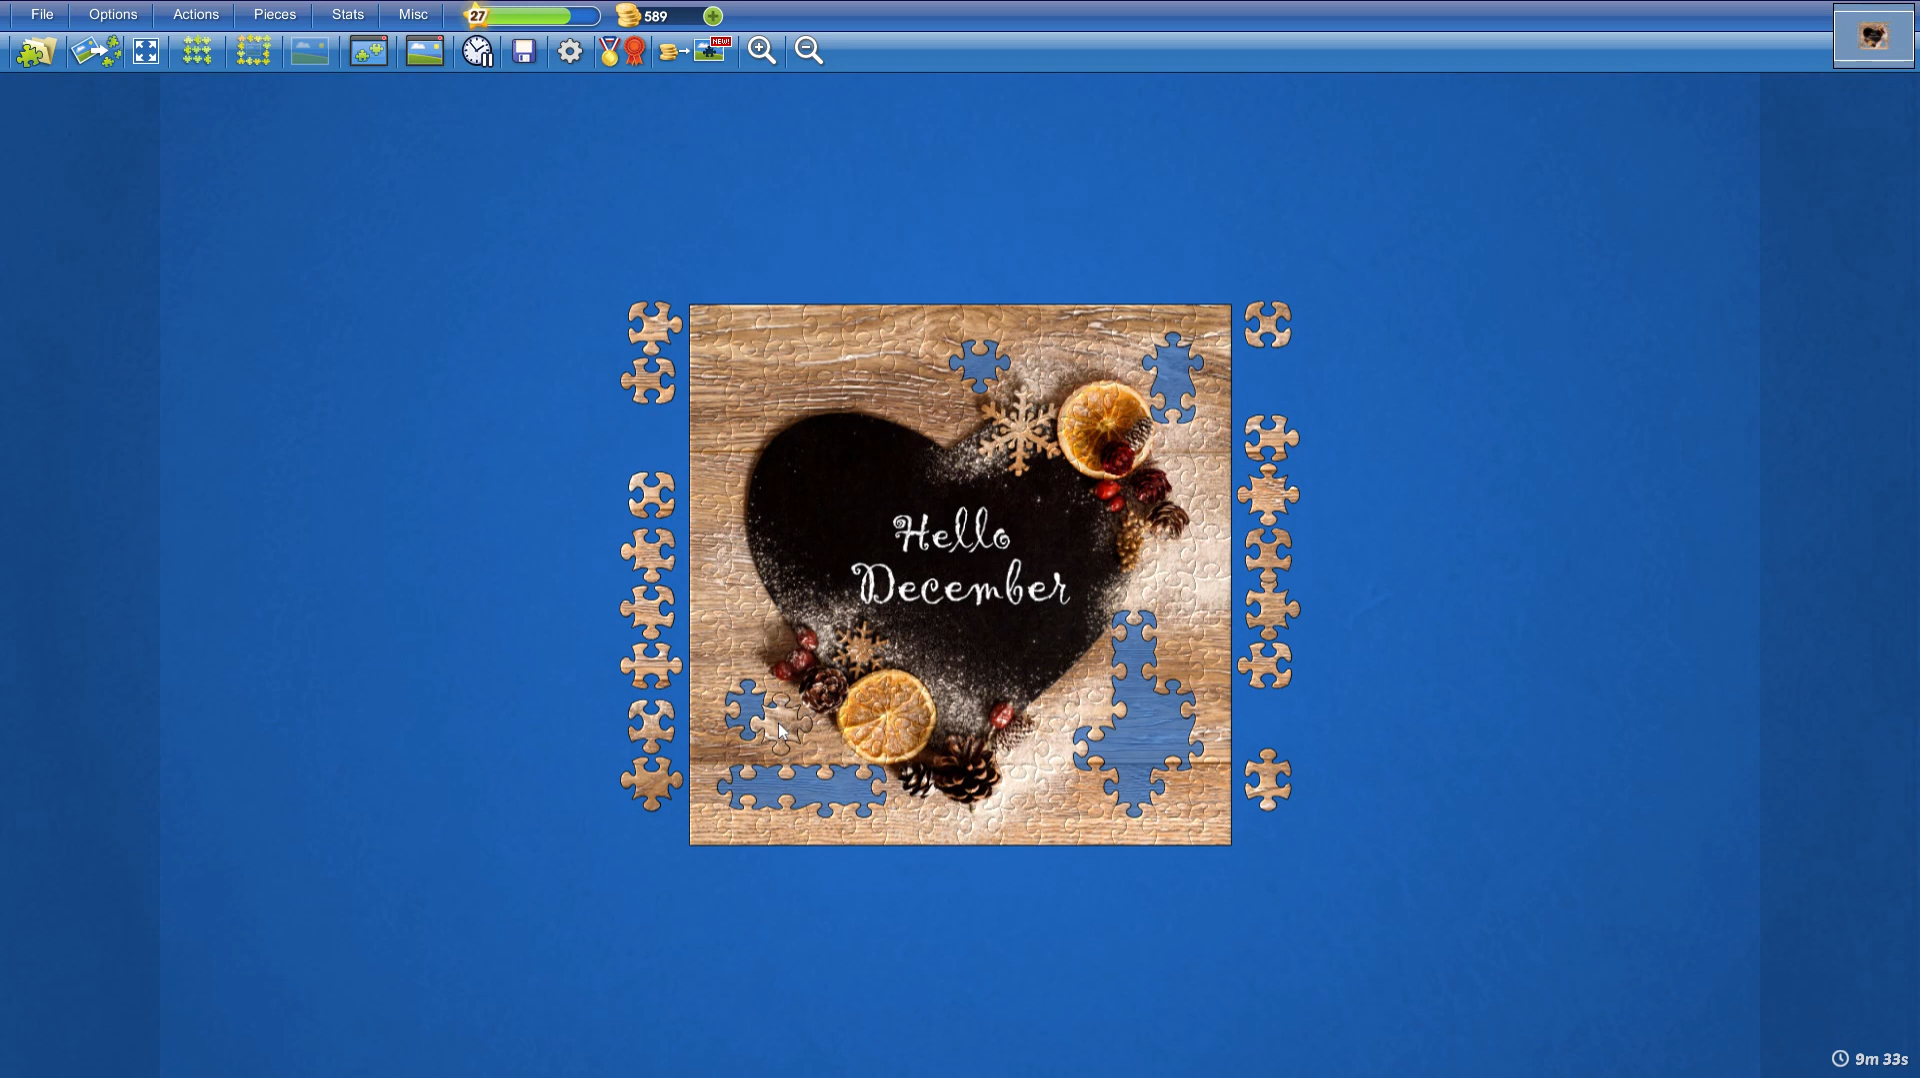 File Options Actions Pieces Stats Misc 27 589
NEW!
Hello
December
9m 33s